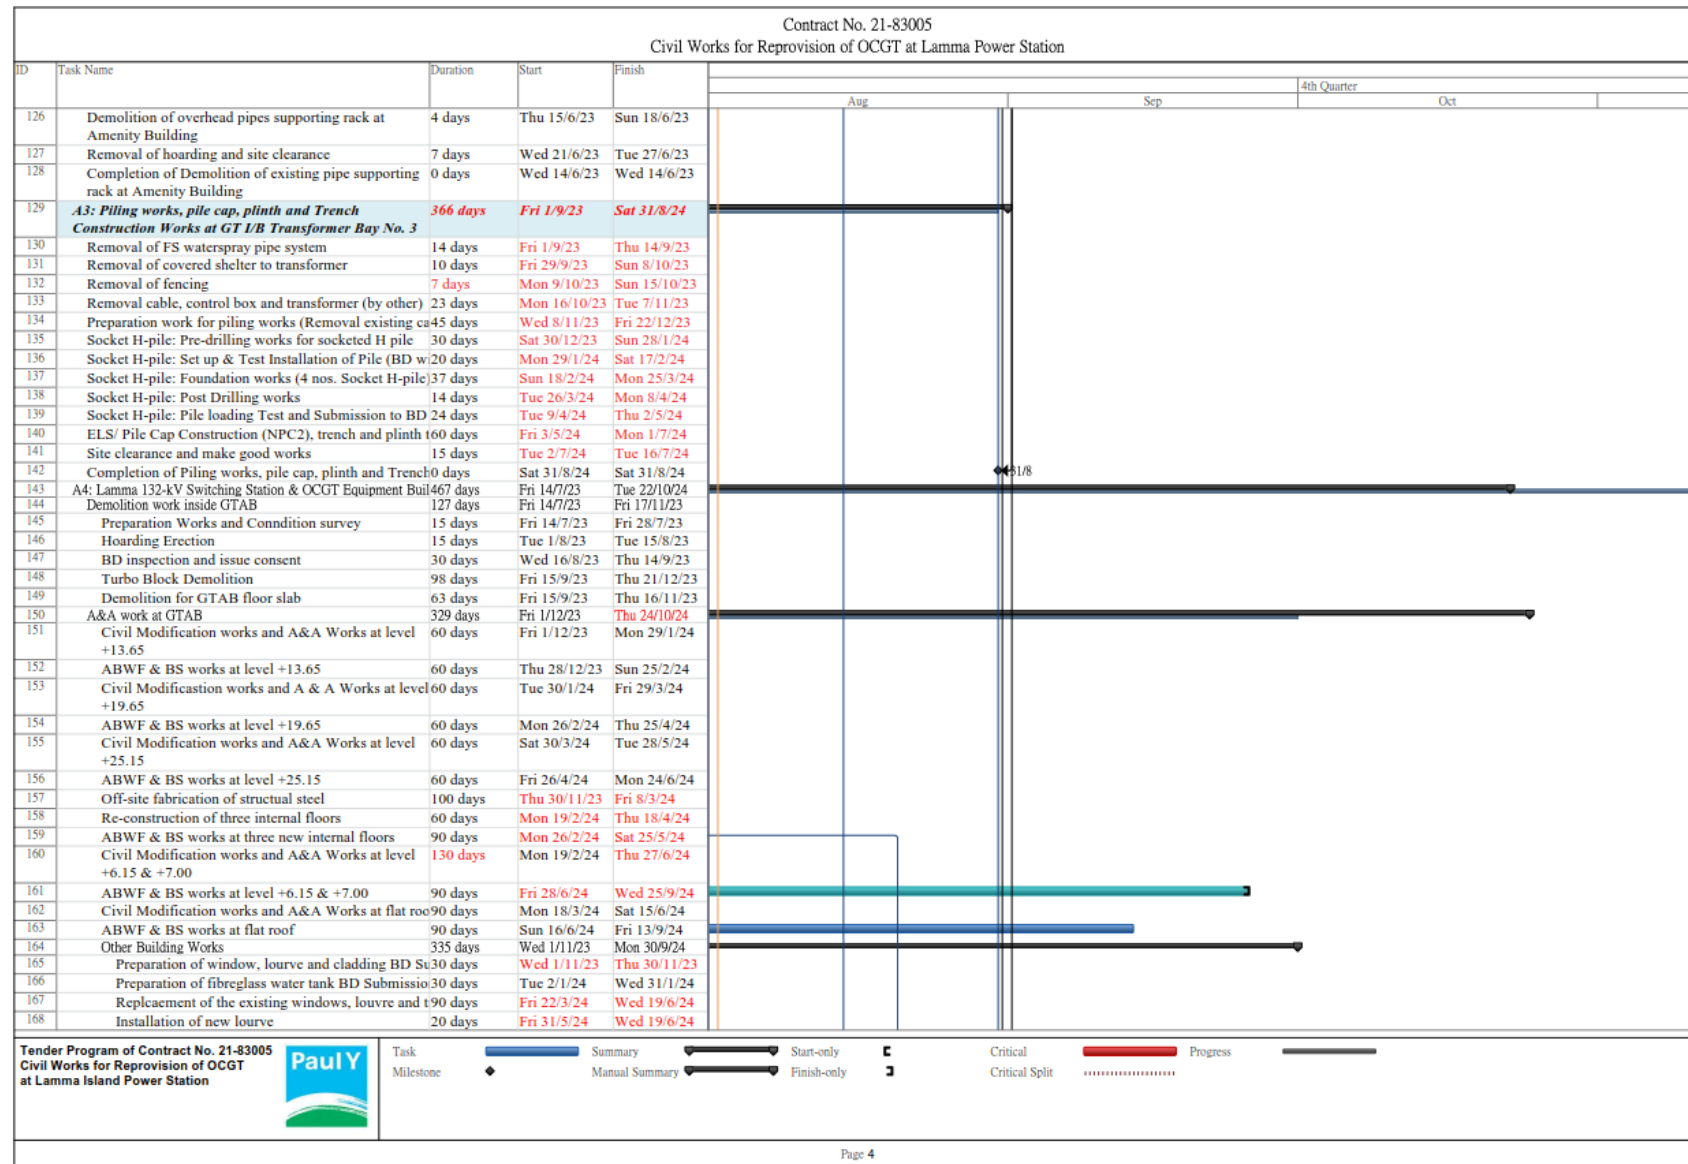 Contract No. 21-83005
Civil Works for Reprovision of OCGT at Lamma Power Station
ID Task Name Duration Start Finish
4th Quarter
Aug Sep Oct
126 Demolition of overhead pipes supporting rack at 4 days Thu 15/6/23 Sun 18/6/23
Amenity Building
127 Removal of hoarding and site clearance 7 days Wed 21/6/23 Tue 27/6/23
128 Completion of Demolition of existing pipe supporting 0 days Wed 14/6/23 Wed 14/6/23
rack at Amenity Building
129 A3: Piling works, pile cap, plinth and Trench 366 days Fri 1/9/23 Sat 31/8/24
Construction Works at GT I/B Transformer Bay No. 3
130 Removal of FS waterspray pipe system 14 days Fri 1/9/23 Thu 14/9/23
131 Removal of covered shelter to transformer 10 days Fri 29/9/23 Sun 8/10/23
132 Removal of fencing 7 days Mon 9/10/23 Sun 15/10/23
133 Removal cable, control box and transformer (by other) 23 days Mon 16/10/23 Tue 7/11/23
134 Preparation work for piling works (Removal existing ca 45 days Wed 8/11/23 Fri 22/12/23
135 Socket H-pile: Pre-drilling works for socketed H pile 30 days Sat 30/12/23 Sun 28/1/24
136 Socket H-pile: Set up & Test Installation of Pile (BD wi 20 days Mon 29/1/24 Sat 17/2/24
137 Socket H-pile: Foundation works (4 nos. Socket H-pile) 37 days Sun 18/2/24 Mon 25/3/24
138 Socket H-pile: Post Drilling works 14 days Tue 26/3/24 Mon 8/4/24
139 Socket H-pile: Pile loading Test and Submission to BD 24 days Tue 9/4/24 Thu 2/5/24
140 ELS/ Pile Cap Construction (NPC2), trench and plinth t 60 days Fri 3/5/24 Mon 1/7/24
141 Site clearance and make good works 15 days Tue 2/7/24 Tue 16/7/24
142 Completion of Piling works, pile cap, plinth and Trench 0 days Sat 31/8/24 Sat 31/8/24 31/8
143 A4: Lamma 132-kV Switching Station & OCGT Equipment Buil 467 days Fri 14/7/23 Tue 22/10/24
144 Demolition work inside GTAB 127 days Fri 14/7/23 Fri 17/11/23
145 Preparation Works and Conndition survey 15 days Fri 14/7/23 Fri 28/7/23
146 Hoarding Erection 15 days Tue 1/8/23 Tue 15/8/23
147 BD inspection and issue consent 30 days Wed 16/8/23 Thu 14/9/23
148 Turbo Block Demolition 98 days Fri 15/9/23 Thu 21/12/23
149 Demolition for GTAB floor slab 63 days Fri 15/9/23 Thu 16/11/23
150 A&A work at GTAB 329 days Fri 1/12/23 Thu 24/10/24
151 Civil Modification works and A&A Works at level 60 days Fri 1/12/23 Mon 29/1/24
+13.65
152 ABWF & BS works at level +13.65 60 days Thu 28/12/23 Sun 25/2/24
153 Civil Modificastion works and A & A Works at level 60 days Tue 30/1/24 Fri 29/3/24
+19.65
154 ABWF & BS works at level +19.65 60 days Mon 26/2/24 Thu 25/4/24
155 Civil Modification works and A&A Works at level 60 days Sat 30/3/24 Tue 28/5/24
+25.15
156 ABWF & BS works at level +25.15 60 days Fri 26/4/24 Mon 24/6/24
157 Off-site fabrication of structual steel 100 days Thu 30/11/23 Fri 8/3/24
158 Re-construction of three internal floors 60 days Mon 19/2/24 Thu 18/4/24
159 ABWF & BS works at three new internal floors 90 days Mon 26/2/24 Sat 25/5/24
160 Civil Modification works and A&A Works at level 130 days Mon 19/2/24 Thu 27/6/24
+6.15 & +7.00
161 ABWF & BS works at level +6.15 & +7.00 90 days Fri 28/6/24 Wed 25/9/24
162 Civil Modification works and A&A Works at flat roo 90 days Mon 18/3/24 Sat 15/6/24
163 ABWF & BS works at flat roof 90 days Sun 16/6/24 Fri 13/9/24
164 Other Building Works 335 days Wed 1/11/23 Mon 30/9/24
165 Preparation of window, lourve and cladding BD Su 30 days Wed 1/11/23 Thu 30/11/23
166 Preparation of fibreglass water tank BD Submissio 30 days Tue 2/1/24 Wed 31/1/24
167 Replcaement of the existing windows, louvre and t 90 days Fri 22/3/24 Wed 19/6/24
168 Installation of new lourve 20 days Fri 31/5/24 Wed 19/6/24
Tender Program of Contract No. 21-83005
Civil Works for Reprovision of OCGT
at Lamma Island Power Station
Paul Y
Task Summary Start-only Critical Progress
Milestone Manual Summary Finish-only Critical Split
Page 4